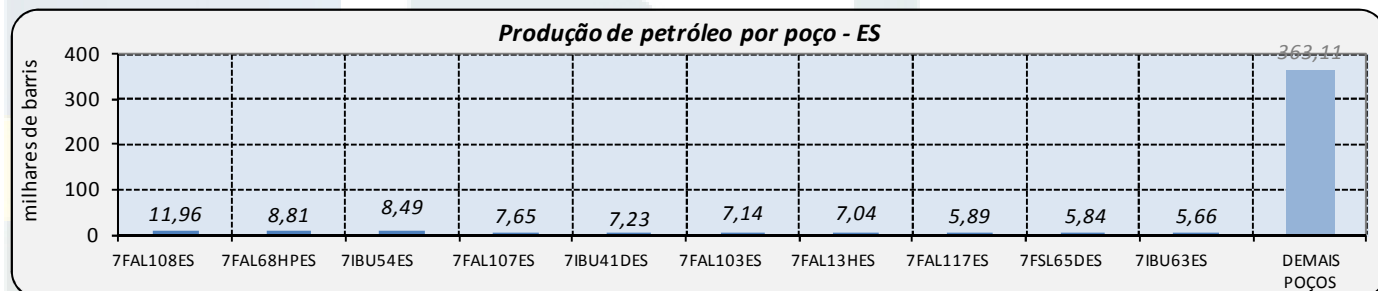 Produção de petróleo por poço - ES
milhares de barris
400
300
200
100
0
11,96 8,81 8,49 7,65 7,23 7,14 7,04 5,89 5,84 5,66 363,11
7FAL108ES 7FAL68HPES 7IBU54ES 7FAL107ES 7IBU41DES 7FAL103ES 7FAL13HES 7FAL117ES 7FSL65DES 7IBU63ES DEMAIS
POÇOS